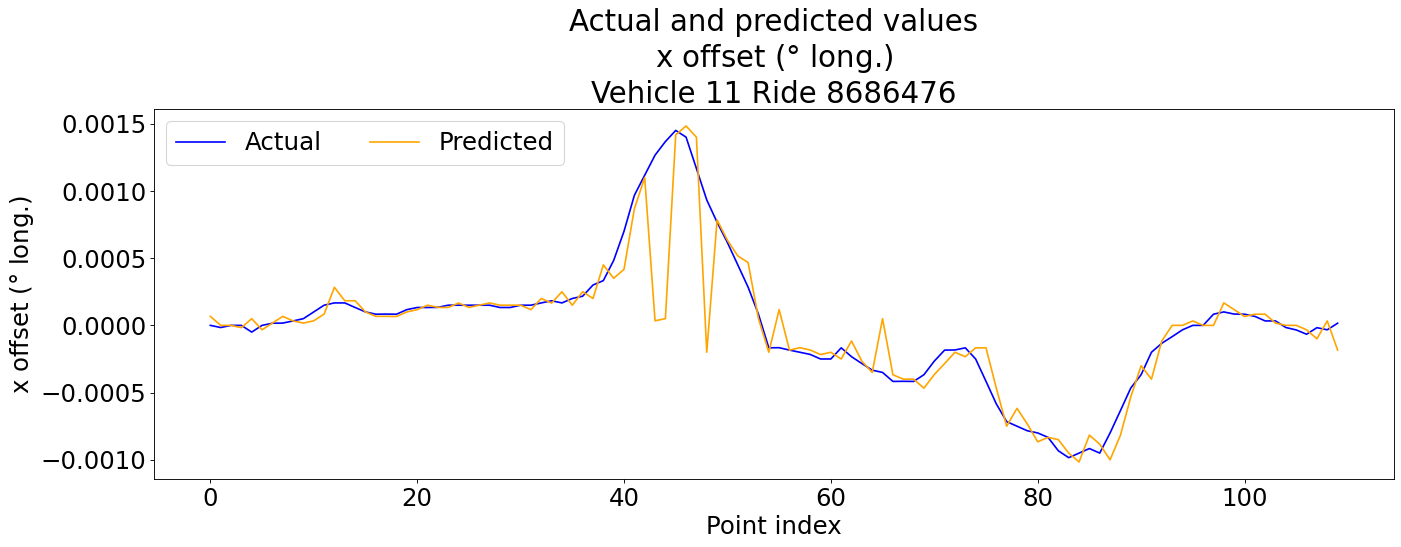 Actual and predicted values
x offset (° long.)
Vehicle 11 Ride 8686476
Actual
Predicted
x offset (° long.)
0.0015
0.0010
0.0005
0.0000
−0.0005
−0.0010
0 20 40 60 80 100
Point index